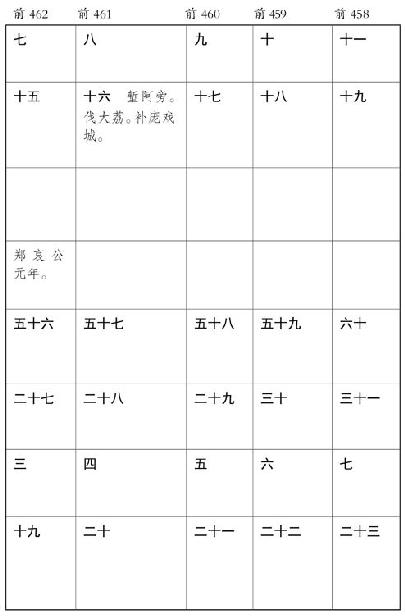 前 462 前 461 前 460 前 459 前 458
七 八 九 十 十一
十五 十六 堑阿旁。 十七 十八 十九
伐大荔。补庞戏
城。
郑哀公
元年。
五十六 五十七 五十八 五十九 六十
二十七 二十八 二十九 三十 三十一
三 四 五 六 七
十九 二十 二十一 二十二 二十三